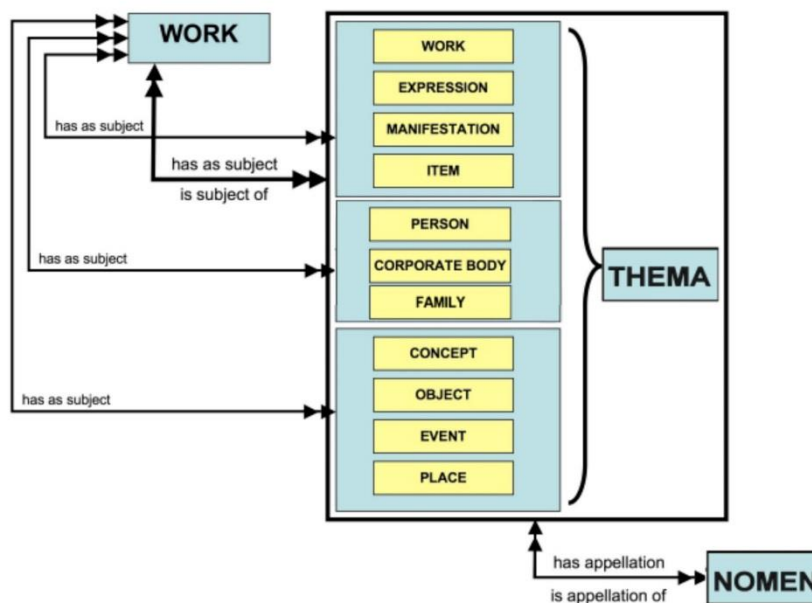 WORK
WORK
EXPRESSION
MANIFESTATION
ITEM
has as subject
has as subject
is subject of
PERSON
CORPORATE BODY
FAMILY
has as subject
THEMA
CONCEPT
OBJECT
EVENT
PLACE
has as subject
has appellation
is appellation of
NOMEN